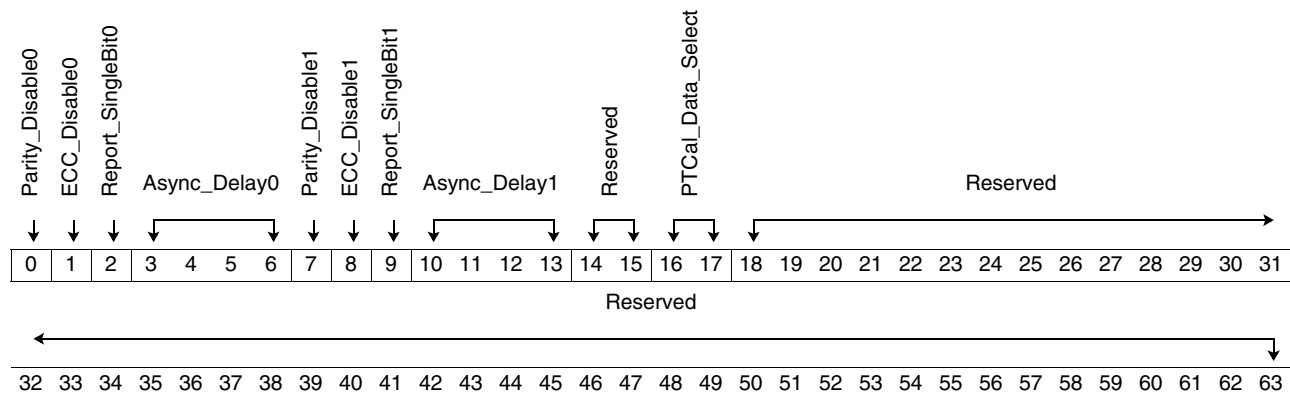 Parity_Disable0
ECC_Disable0
Report_SingleBit0
Async_Delay0
Parity_Disable1
ECC_Disable1
Report_SingleBit1
Async_Delay1
Reserved
PTCal_Data_Select
Reserved
0 1 2 3 4 5 6 7 8 9 10 11 12 13 14 15 16 17 18 19 20 21 22 23 24 25 26 27 28 29 30 31
Reserved
32 33 34 35 36 37 38 39 40 41 42 43 44 45 46 47 48 49 50 51 52 53 54 55 56 57 58 59 60 61 62 63